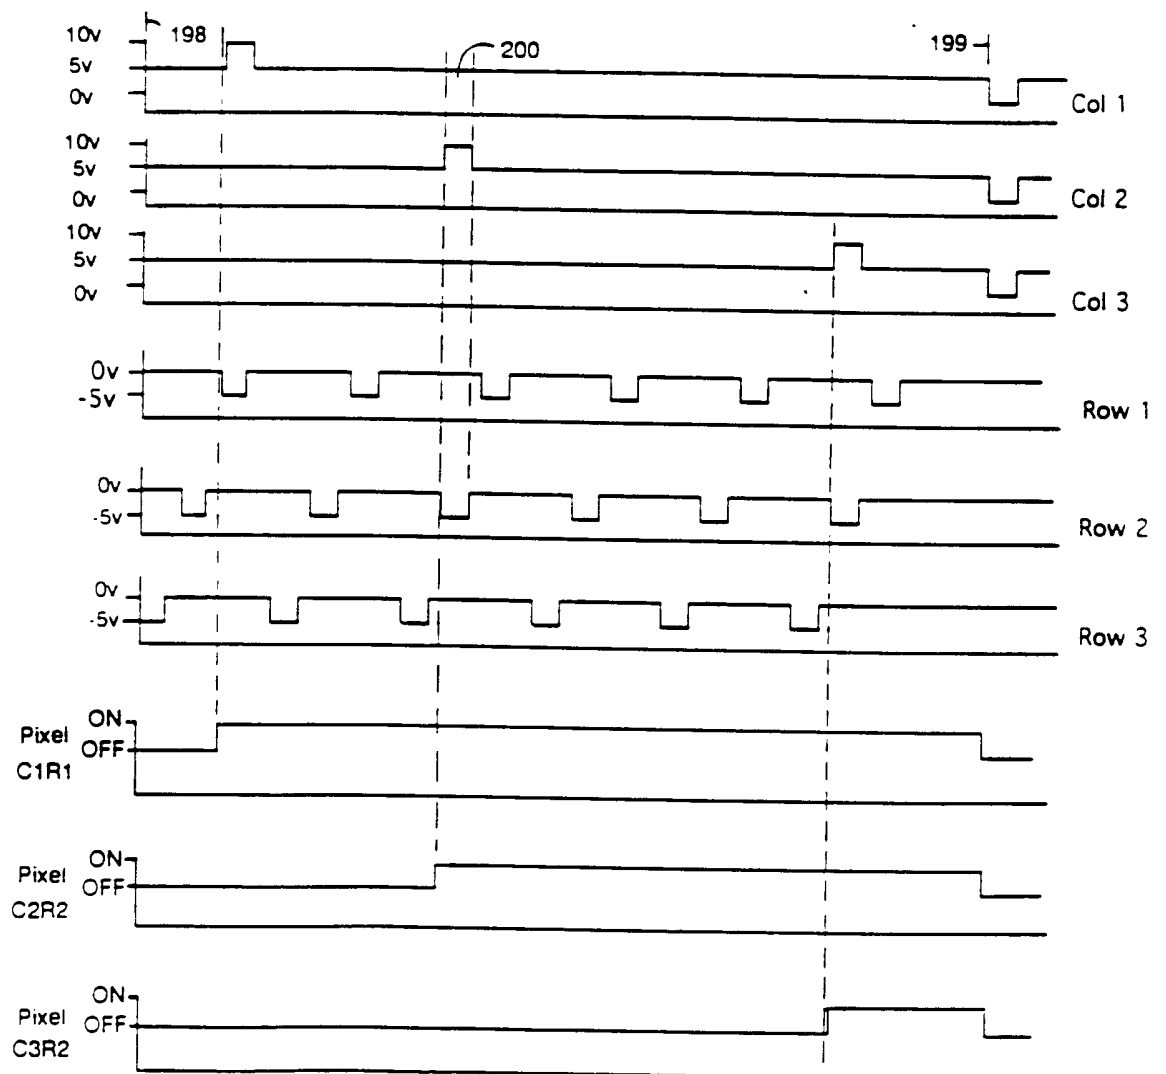 198
10v
5v
0v
200
199
Col 1
10v
5v
0v
Col 2
10v
5v
0v
Col 3
0v
-5v
Row 1
0v
-5v
Row 2
0v
-5v
Row 3
Pixel
C1R1
ON
OFF
Pixel
C2R2
ON
OFF
Pixel
C3R2
ON
OFF